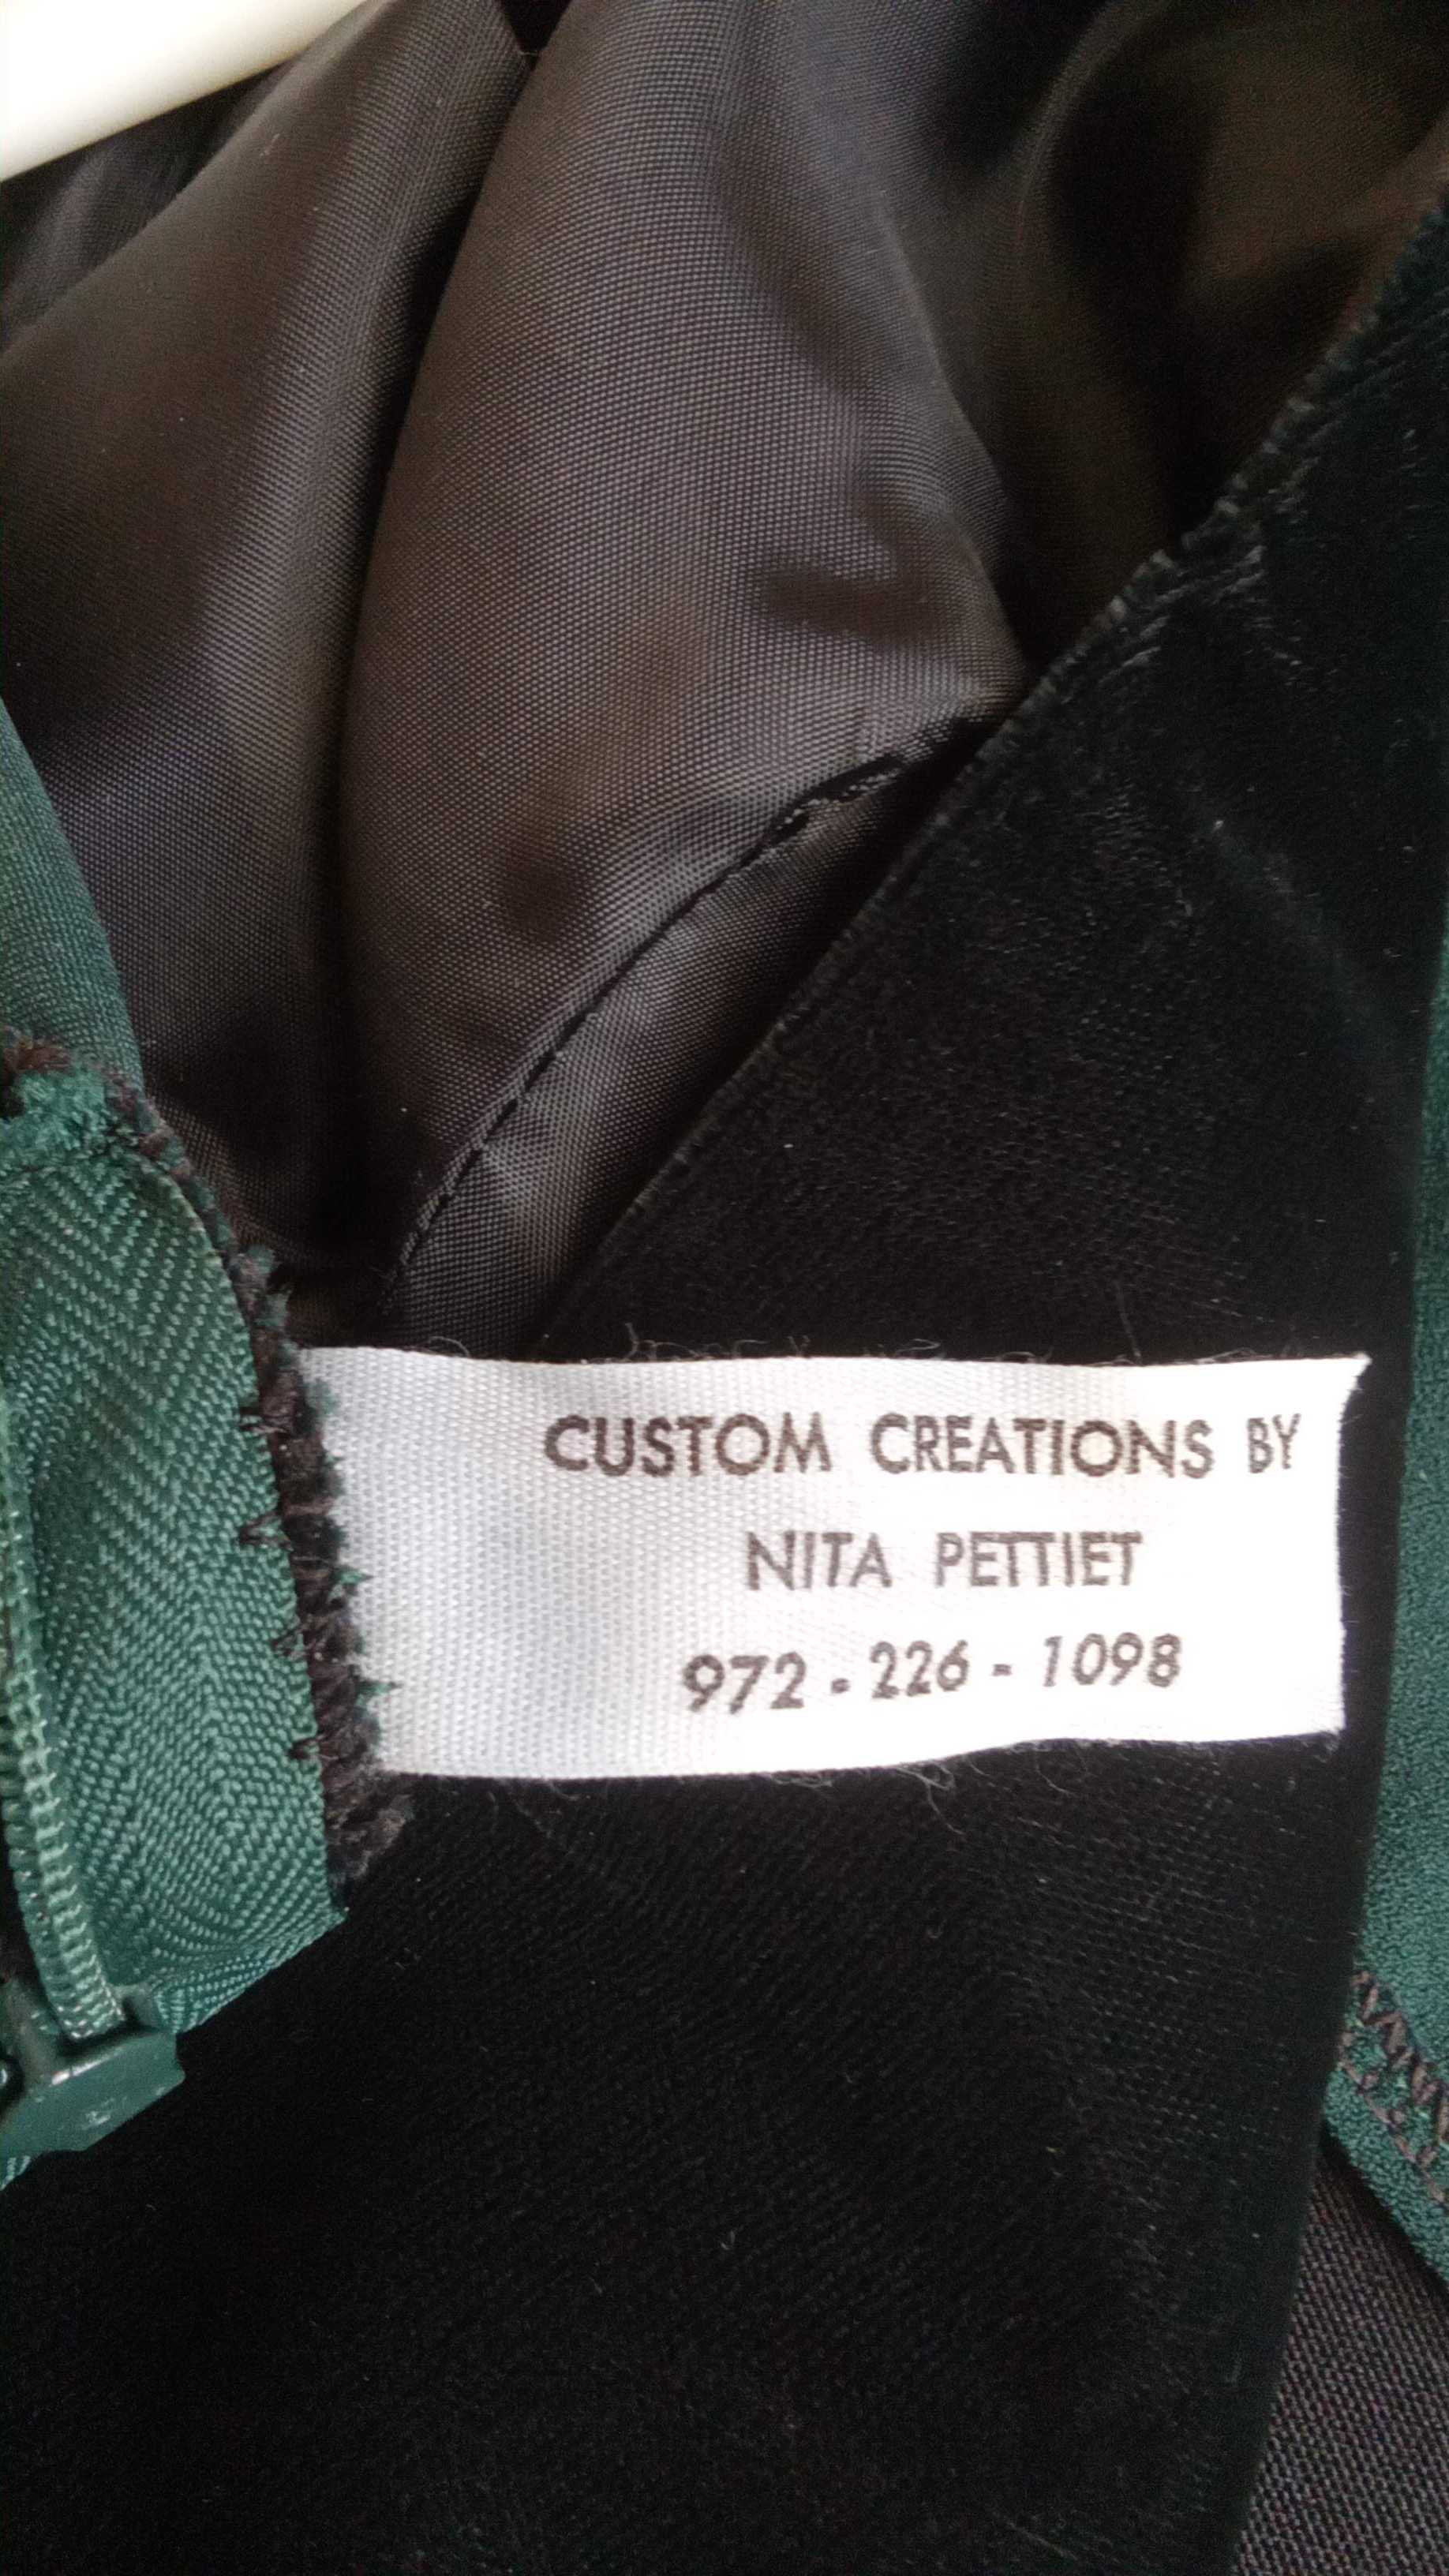 CUSTOM CREATIONS BY
NITA PETTIET
972-226-1098